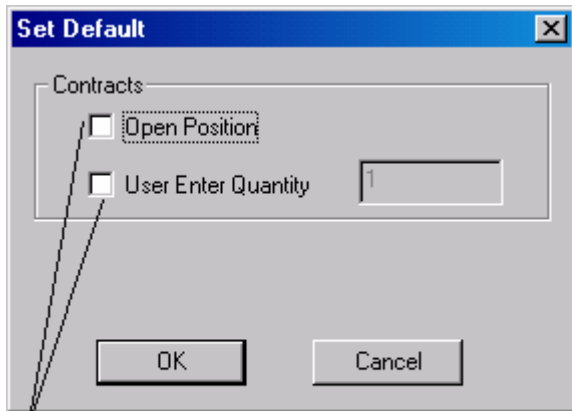 Set Default
Contracts
Open Position
User Enter Quantity 1
OK Cancel